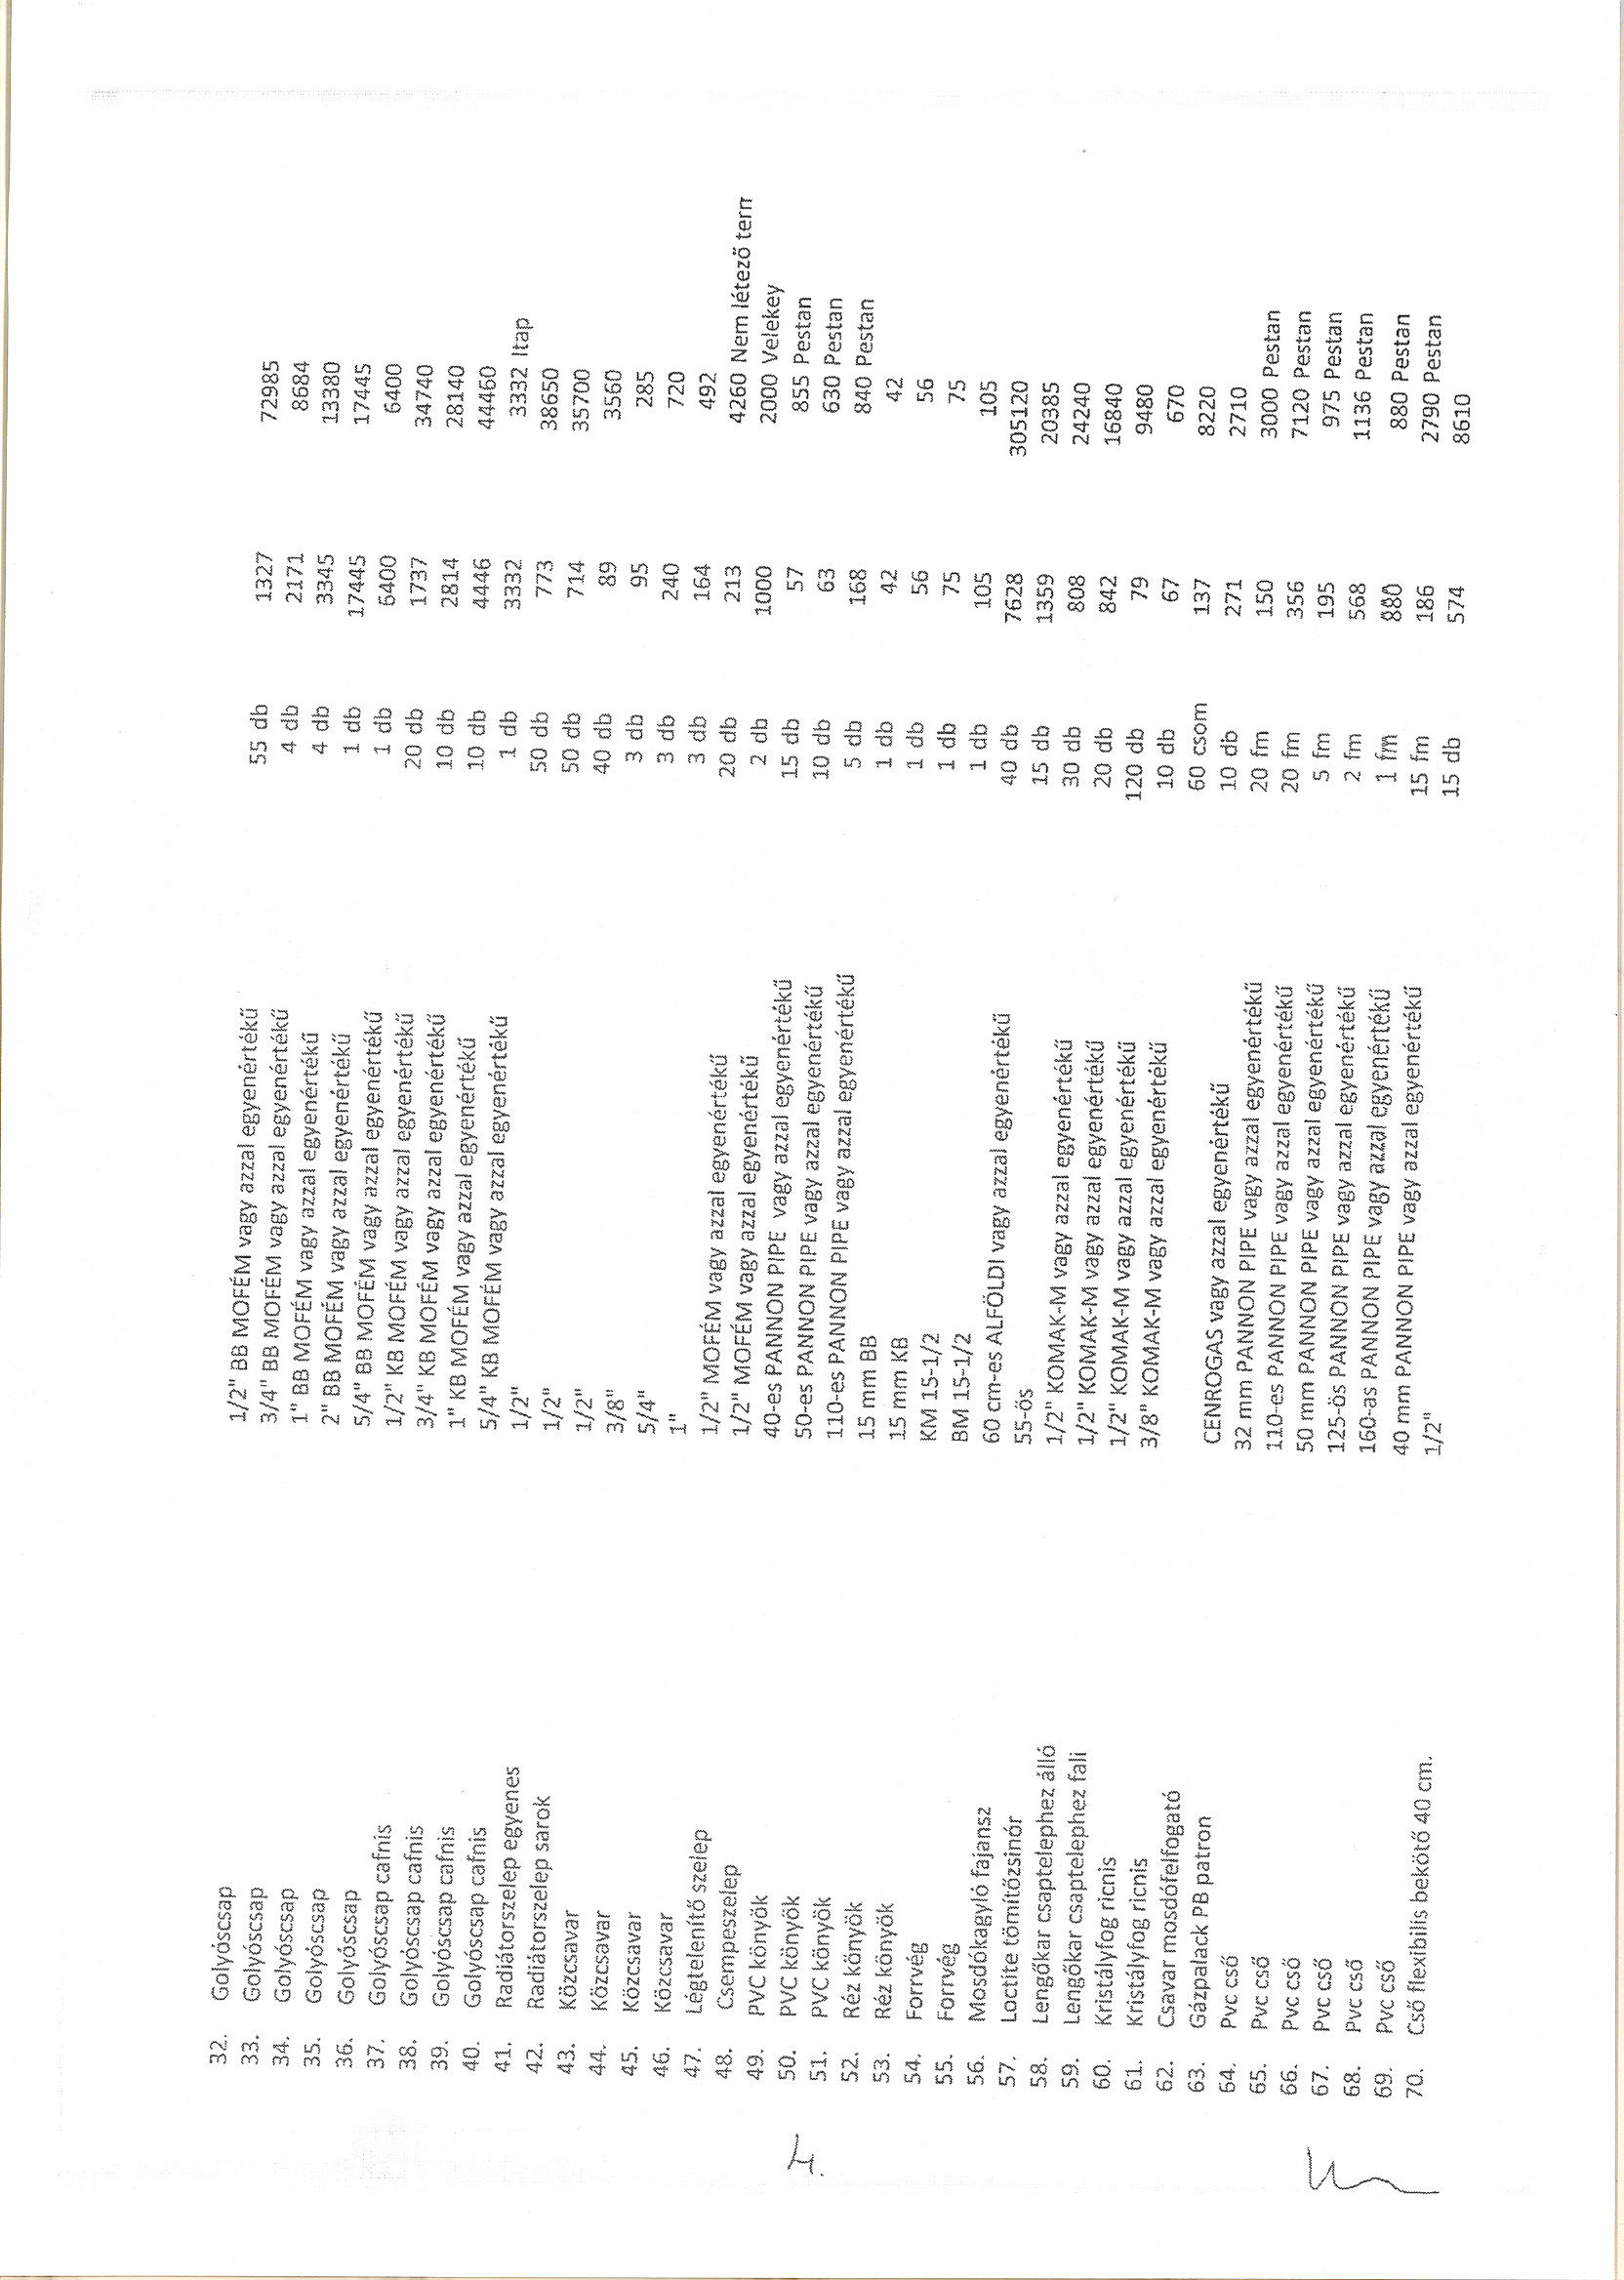 32. Golyóscsap 1/2" BB MOFÉM vagy azzal egyenértékű 55 db 1327 72985
33. Golyóscsap 3/4" BB MOFÉM vagy azzal egyenértékű 4 db 2171 8684
34. Golyóscsap 1" BB MOFÉM vagy azzal egyenértékű 4 db 3345 13380
35. Golyóscsap 2" BB MOFÉM vagy azzal egyenértékű 1 db 17445 17445
36. Golyóscsap 5/4" BB MOFÉM vagy azzal egyenértékű 1 db 6400 6400
37. Golyóscsap cafnis 1/2" KB MOFÉM vagy azzal egyenértékű 20 db 1737 34740
38. Golyóscsap cafnis 3/4" KB MOFÉM vagy azzal egyenértékű 10 db 2814 28140
39. Golyóscsap cafnis 1" KB MOFÉM vagy azzal egyenértékű 10 db 4446 44460
40. Golyóscsap cafnis 5/4" KB MOFÉM vagy azzal egyenértékű 1 db 3332 3332 Itap
41. Radiátorszelep egyenes 1/2" 50 db 773 38650
42. Radiátorszelep sarok 1/2" 50 db 714 35700
43. Közcsavar 1/2" 40 db 89 3560
44. Közcsavar 3/8" 3 db 95 285
45. Közcsavar 5/4" 3 db 240 720
46. Közcsavar 1" 3 db 164 492
47. Légtelenítő szelep 1/2" MOFÉM vagy azzal egyenértékű 20 db 213 4260 Nem létező term
48. Csempeszelep 1/2" MOFÉM vagy azzal egyenértékű 2 db 1000 2000 Velekey
49. PVC könyök 40-es PANNON PIPE vagy azzal egyenértékű 15 db 57 855 Pestan
50. PVC könyök 50-es PANNON PIPE vagy azzal egyenértékű 10 db 63 630 Pestan
51. PVC könyök 110-es PANNON PIPE vagy azzal egyenértékű 5 db 168 840 Pestan
52. Réz könyök 15 mm BB 1 db 42 42
53. Réz könyök 15 mm KB 1 db 56 56
54. Forrvég KM 15-1/2 1 db 75 75
55. Forrvég BM 15-1/2 1 db 105 105
56. Mosdókagyló fajansz 60 cm-es ALFÖLDI vagy azzal egyenértékű 40 db 7628 305120
57. Loctite tömítőzsinór 55-ös 15 db 1359 20385
58. Lengőkar csaptelephez álló 1/2" KOMAK-M vagy azzal egyenértékű 30 db 808 24240
59. Lengőkar csaptelephez fali 1/2" KOMAK-M vagy azzal egyenértékű 20 db 842 16840
60. Kristályfog ricnis 1/2" KOMAK-M vagy azzal egyenértékű 120 db 79 9480
61. Kristályfog ricnis 3/8" KOMAK-M vagy azzal egyenértékű 10 db 67 670
62. Csavar mosdófelfogató 60 csom 137 8220
63. Gázpalack PB patron CENROGAS vagy azzal egyenértékű 10 db 271 2710
64. Pvc cső 32 mm PANNON PIPE vagy azzal egyenértékű 20 fm 150 3000 Pestan
65. Pvc cső 110-es PANNON PIPE vagy azzal egyenértékű 20 fm 356 7120 Pestan
66. Pvc cső 50 mm PANNON PIPE vagy azzal egyenértékű 5 fm 195 975 Pestan
67. Pvc cső 125-ös PANNON PIPE vagy azzal egyenértékű 2 fm 568 1136 Pestan
68. Pvc cső 160-as PANNON PIPE vagy azzal egyenértékű 1 fm 880 880 Pestan
69. Pvc cső 40 mm PANNON PIPE vagy azzal egyenértékű 15 fm 186 2790 Pestan
70. Cső flexibilis bekötő 40 cm. 1/2" 15 db 574 8610
4.